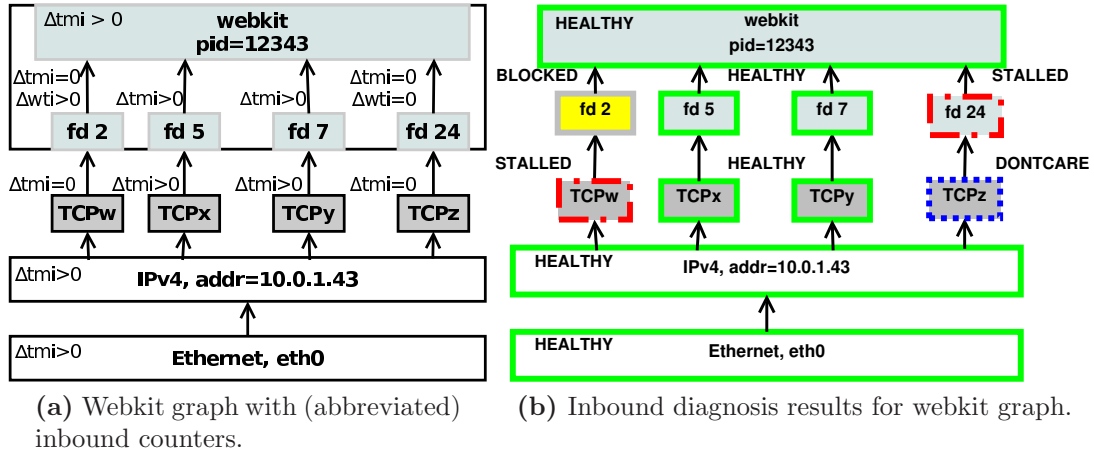 Δtmi > 0
webkit
pid=12343
Δtmi=0
Δwti>0
Δtmi>0
Δtmi>0
Δtmi=0
Δwti=0
fd 2
fd 5
fd 7
fd 24
Δtmi=0
Δtmi>0
Δtmi>0
Δtmi=0
TCPw
TCPx
TCPy
TCPz
Δtmi>0
IPv4, addr=10.0.1.43
Δtmi>0
Ethernet, eth0
(a) Webkit graph with (abbreviated)
inbound counters.
HEALTHY
webkit
pid=12343
BLOCKED
HEALTHY
STALLED
fd 2
fd 5
fd 7
fd 24
STALLED
HEALTHY
DONTCARE
TCPw
TCPx
TCPy
TCPz
HEALTHY
IPv4, addr=10.0.1.43
HEALTHY
Ethernet, eth0
(b) Inbound diagnosis results for webkit graph.